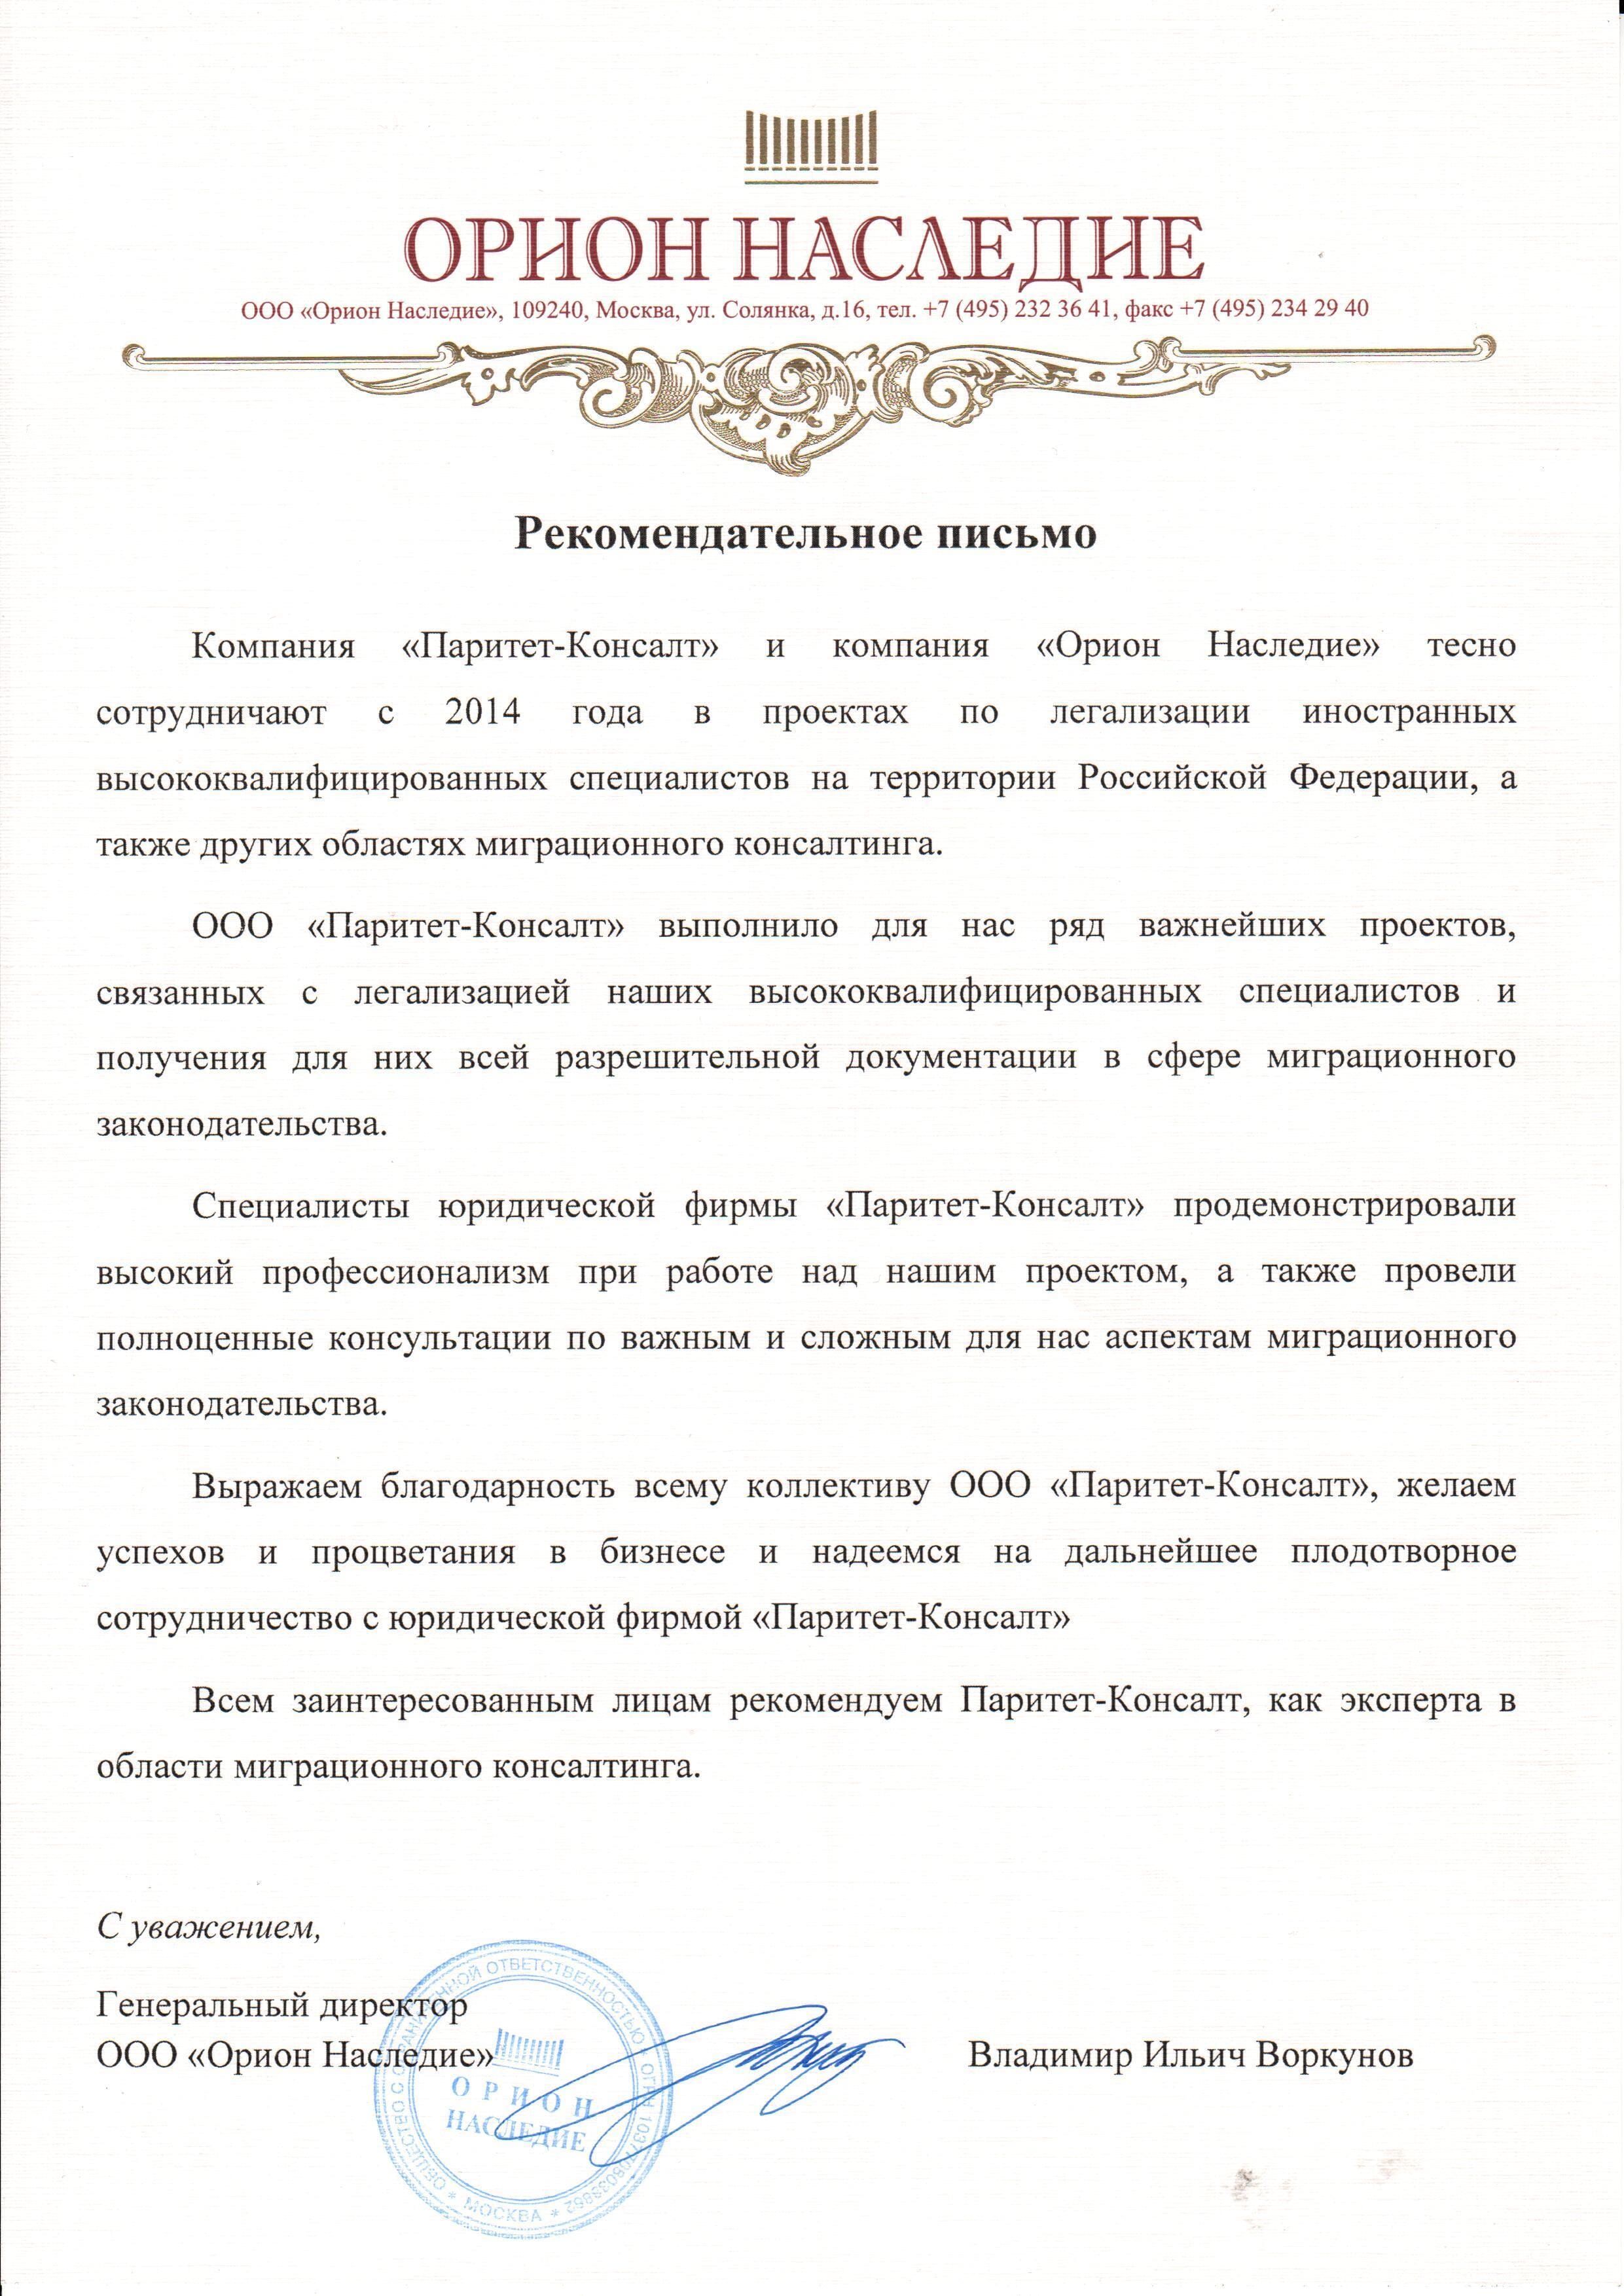 ОРИОН НАСЛЕДИЕ
ООО «Орион Наследие», 109240, Москва, ул. Солянка, д.16, тел. +7 (495) 232 36 41, факс +7 (495) 234 29 40
Рекомендательное письмо
Компания «Паритет-Консалт» и компания «Орион Наследие» тесно
сотрудничают с 2014 года в проектах по легализации иностранных
высококвалифицированных специалистов на территории Российской Федерации, а
также других областях миграционного консалтинга.
ООО «Паритет-Консалт» выполнило для нас ряд важнейших проектов,
связанных с легализацией наших высококвалифицированных специалистов и
получения для них всей разрешительной документации в сфере миграционного
законодательства.
Специалисты юридической фирмы «Паритет-Консалт» продемонстрировали
высокий профессионализм при работе над нашим проектом, а также провели
полноценные консультации по важным и сложным для нас аспектам миграционного
законодательства.
Выражаем благодарность всему коллективу ООО «Паритет-Консалт», желаем
успехов и процветания в бизнесе и надеемся на дальнейшее плодотворное
сотрудничество с юридической фирмой «Паритет-Консалт»
Всем заинтересованным лицам рекомендуем Паритет-Консалт, как эксперта в
области миграционного консалтинга.
С уважением,
Генеральный директор
ООО «Орион Наследие»
Владимир Ильич Воркунов
ОБЩЕСТВО С ОГРАНИЧЕННОЙ ОТВЕТСТВЕННОСТЬЮ
ОГРН
* МОСКВА *
ОРИОН
НАСЛЕДИЕ